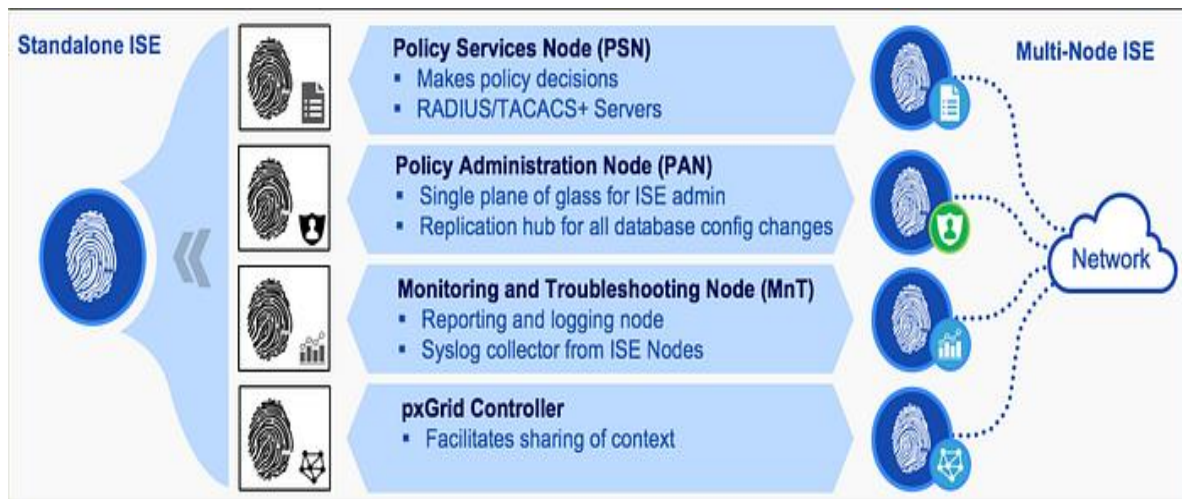 Standalone ISE
Policy Services Node (PSN)
▪ Makes policy decisions
▪ RADIUS/TACACS+ Servers
Policy Administration Node (PAN)
▪ Single plane of glass for ISE admin
▪ Replication hub for all database config changes
Monitoring and Troubleshooting Node (MnT)
▪ Reporting and logging node
▪ Syslog collector from ISE Nodes
pxGrid Controller
▪ Facilitates sharing of context
Multi-Node ISE
Network